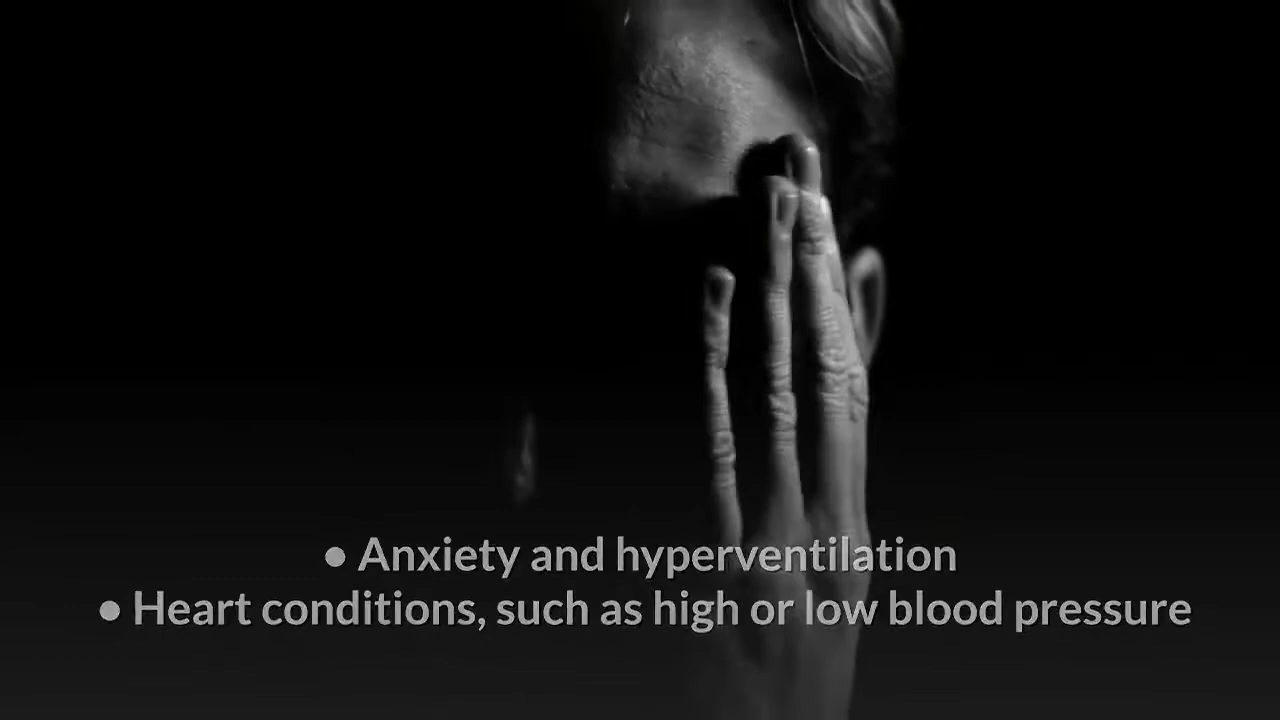 ● Anxiety and hyperventilation
● Heart conditions, such as high or low blood pressure